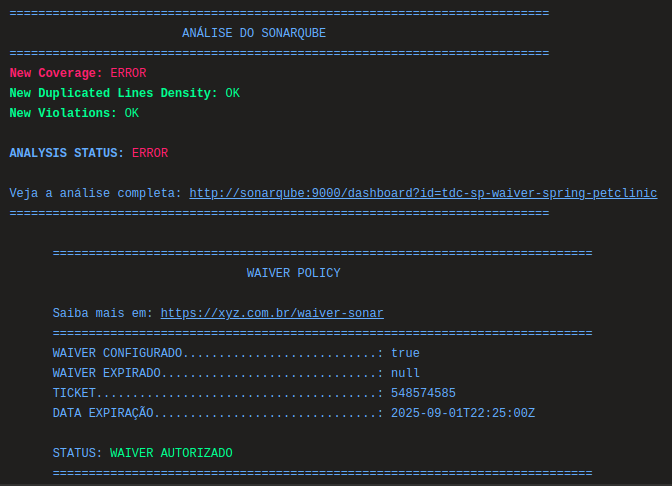 ===========================================================================
ANÁLISE DO SONARQUBE
===========================================================================
New Coverage: ERROR
New Duplicated Lines Density: OK
New Violations: OK
ANALYSIS STATUS: ERROR
Veja a análise completa: http://sonarqube:9000/dashboard?id=tdc-sp-waiver-spring-petclinic
===========================================================================
===========================================================================
WAIVER POLICY
Saiba mais em: https://xyz.com.br/waiver-sonar
===========================================================================
WAIVER CONFIGURADO...........................: true
WAIVER EXPIRADO..............................: null
TICKET.......................................: 548574585
DATA EXPIRAÇÃO...............................: 2025-09-01T22:25:00Z
STATUS: WAIVER AUTORIZADO
===========================================================================